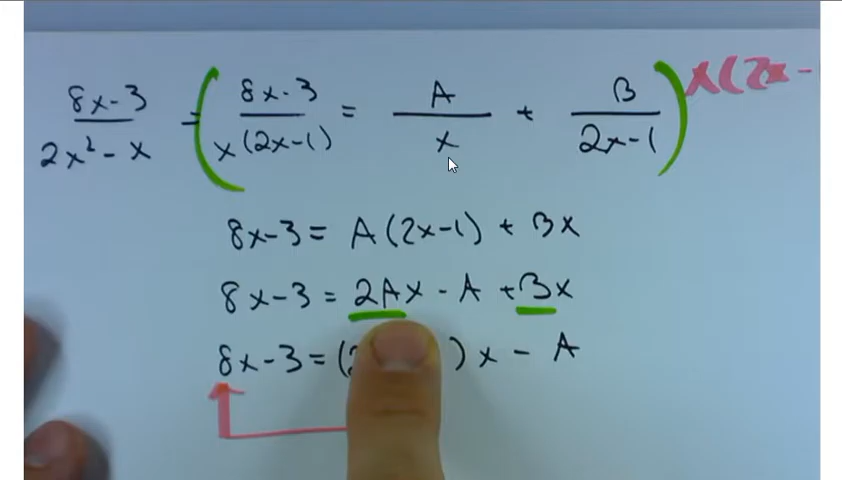 8x-3 / 2x² - x = ( 8x-3 / x(2x-1) = A / x + B / 2x-1 ) x(2x-
8x-3 = A(2x-1) + Bx
8x-3 = 2Ax - A + Bx
8x-3 = ( )x - A